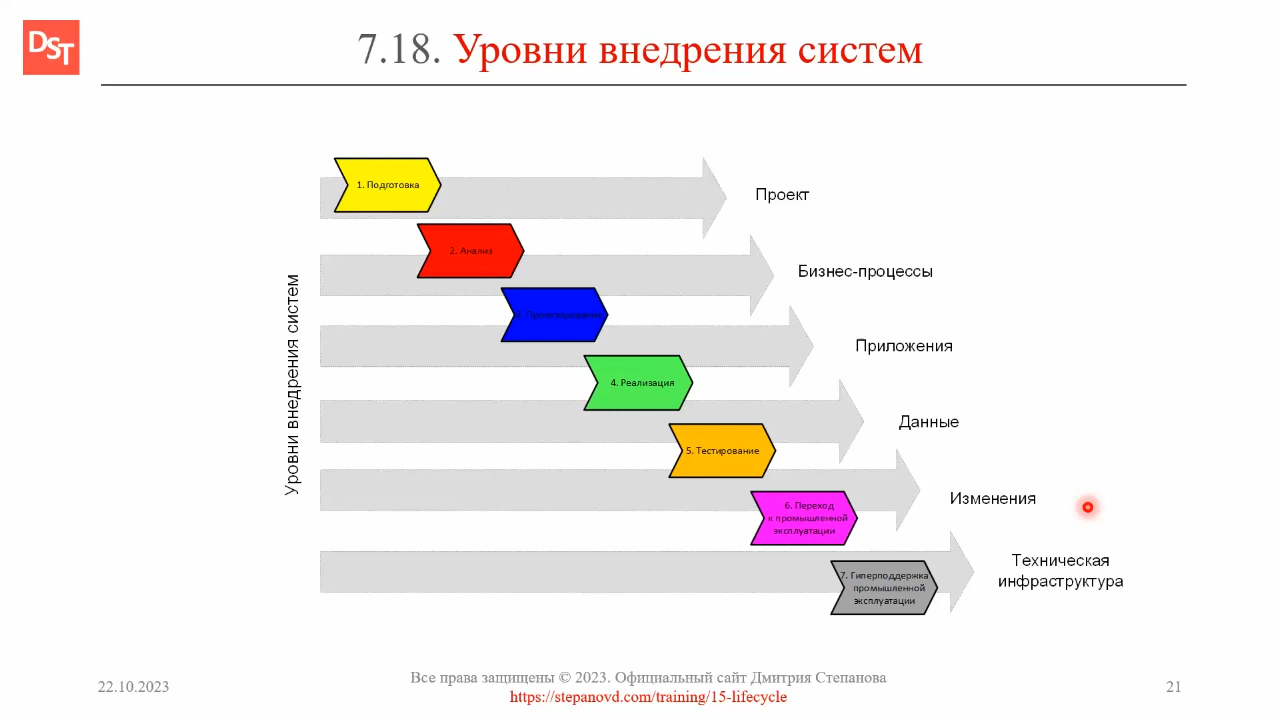 DST
7.18. Уровни внедрения систем
Уровни внедрения систем
1. Подготовка
Проект
2. Анализ
Бизнес-процессы
3. Проектирование
Приложения
4. Реализация
Данные
5. Тестирование
Изменения
6. Переход
к промышленной
эксплуатации
Техническая
инфраструктура
7. Гиперподдержка
промышленной
эксплуатации
22.10.2023
Все права защищены © 2023. Официальный сайт Дмитрия Степанова
https://stepanovd.com/training/15-lifecycle
21